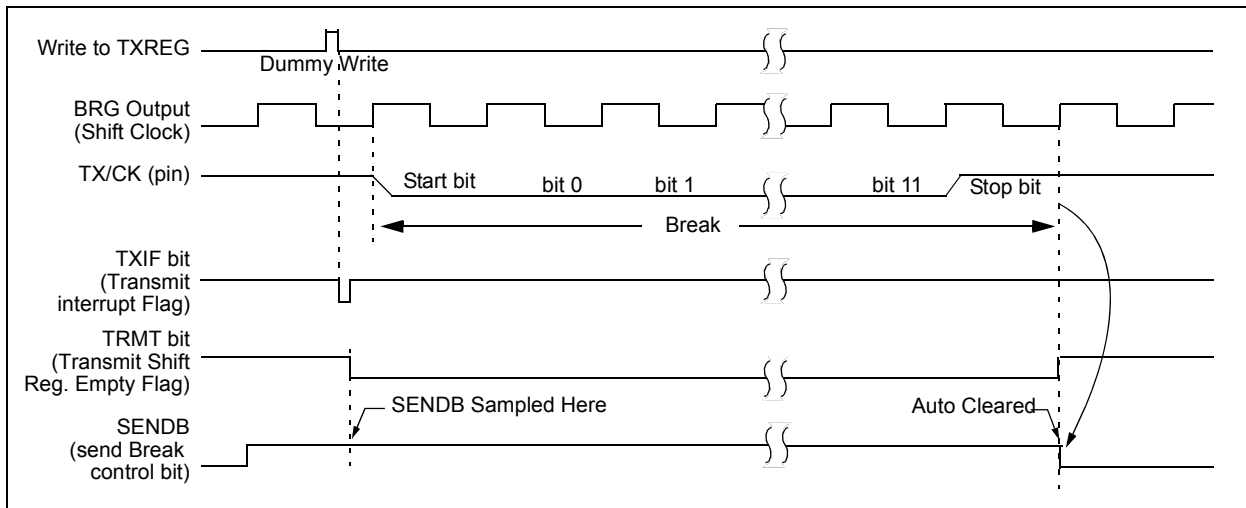 Write to TXREG
Dummy Write
BRG Output
(Shift Clock)
TX/CK (pin)
Start bit
bit 0
bit 1
bit 11
Stop bit
Break
TXIF bit
(Transmit
interrupt Flag)
TRMT bit
(Transmit Shift
Reg. Empty Flag)
SENDB Sampled Here
Auto Cleared
SENDB
(send Break
control bit)